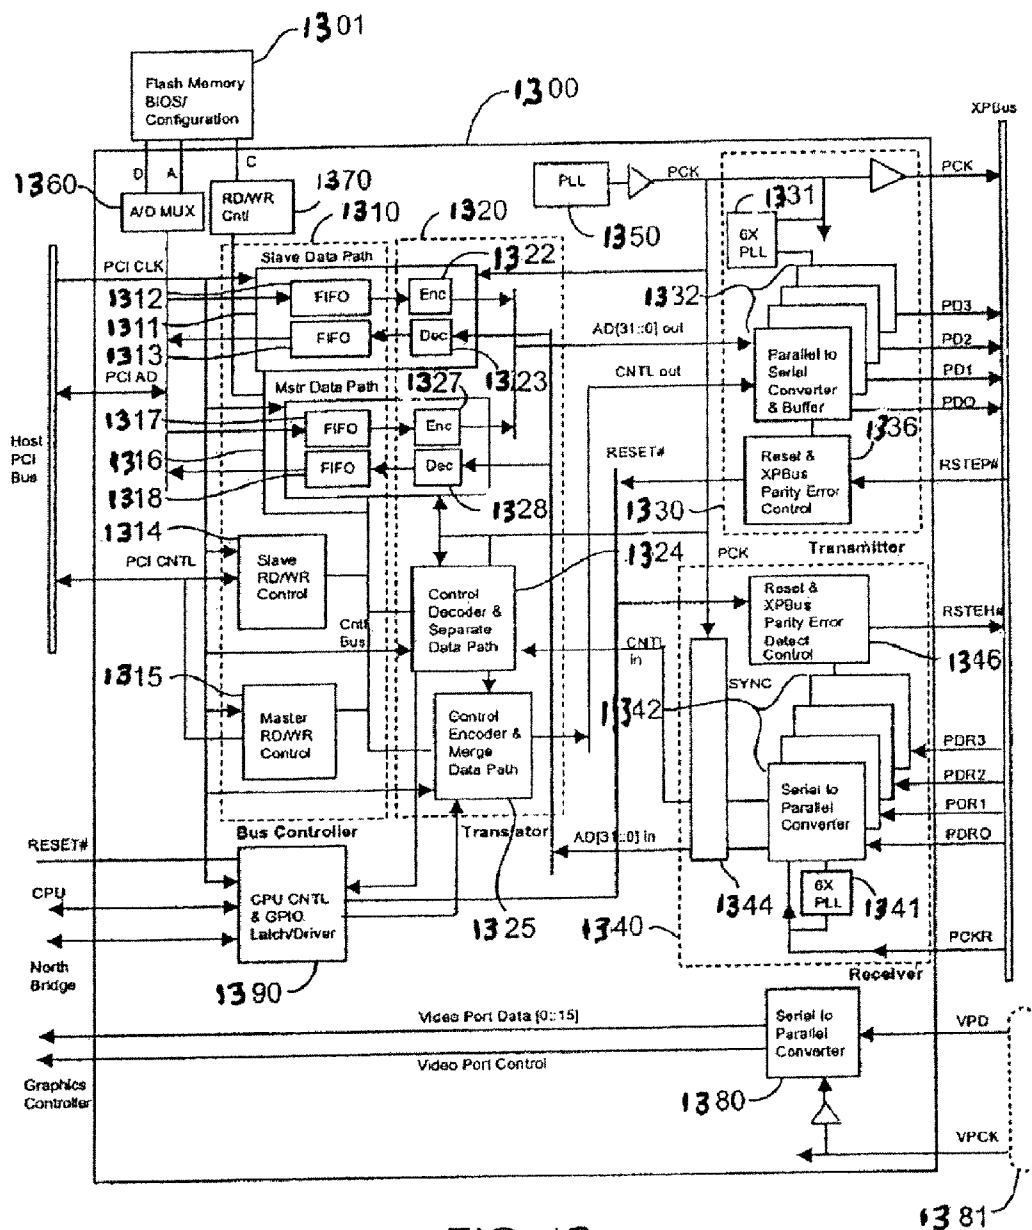 1301
Flash Memory
BIOS/
Configuration
1300
XPBus
D
A
C
1360
A/D MUX
RD/WR
Cntl
1370
PLL
PCK
1350
PCK
1331
6X
PLL
1310
1320
Slave Data Path
1322
PCI CLK
1312
FIFO
Enc
1332
PD3
1311
FIFO
Dec
AD[31::0] out
PD2
1313
1323
Parallel to
Serial
Converter
& Buffer
PCI AD
Mstr Data Path
1327
CNTL out
PD1
PD0
1317
FIFO
Enc
1336
Host
PCI
Bus
1316
FIFO
Dec
RESET#
Reset &
XPBus
Parity Error
Control
RSTEP#
1318
1328
1330
1314
Transmitter
PCI CNTL
Slave
RD/WR
Control
1324
PCK
Control
Decoder &
Separate
Data Path
Reset &
XPBus
Parity Error
Detect
Control
RSTEH#
Cntl
Bus
CNTL
in
1346
1315
SYNC
Master
RD/WR
Control
Control
Encoder &
Merge
Data Path
1342
PDR3
PDR2
Serial to
Parallel
Converter
PDR1
Bus Controller
Translator
PDR0
RESET#
AD[31::0] in
CPU
CPU CNTL
& GPIO
Latch/Driver
1325
1340
1344
6X
PLL
1341
PCKR
North
Bridge
1390
Receiver
Video Port Data [0::15]
Serial to
Parallel
Converter
VPD
Video Port Control
Graphics
Controller
1380
VPCK
1381